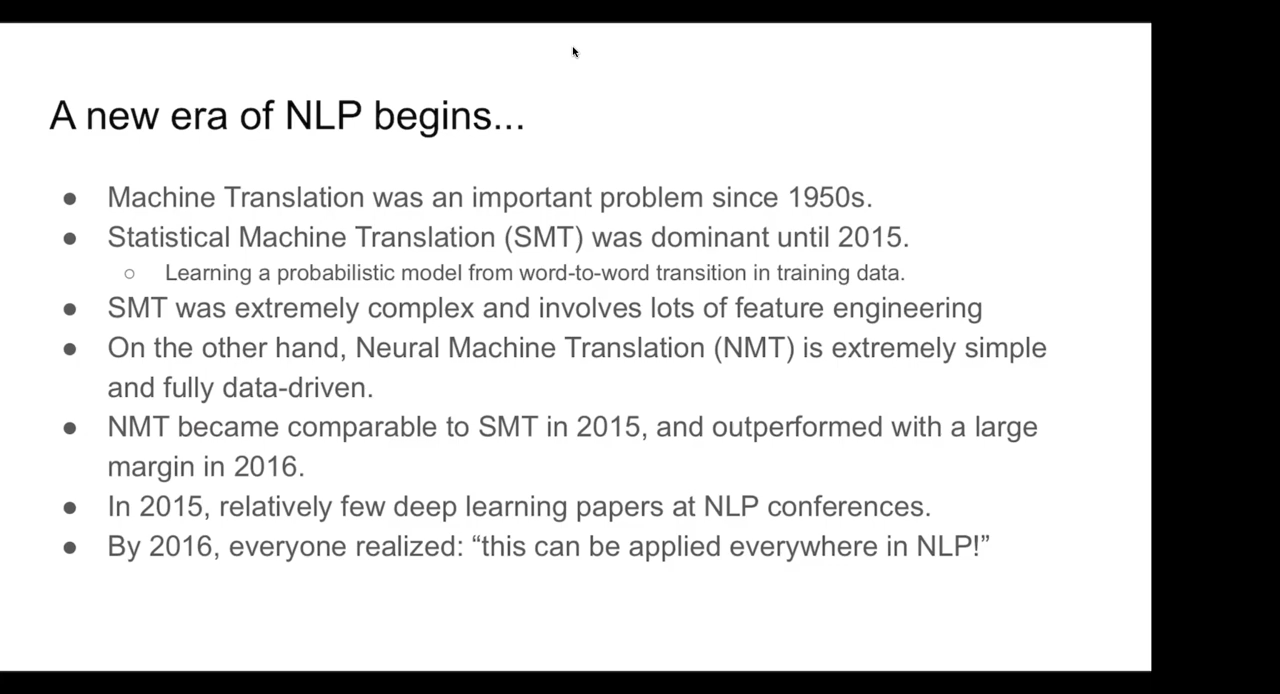 A new era of NLP begins...
● Machine Translation was an important problem since 1950s.
● Statistical Machine Translation (SMT) was dominant until 2015.
○ Learning a probabilistic model from word-to-word transition in training data.
● SMT was extremely complex and involves lots of feature engineering
● On the other hand, Neural Machine Translation (NMT) is extremely simple
and fully data-driven.
● NMT became comparable to SMT in 2015, and outperformed with a large
margin in 2016.
● In 2015, relatively few deep learning papers at NLP conferences.
● By 2016, everyone realized: “this can be applied everywhere in NLP!”